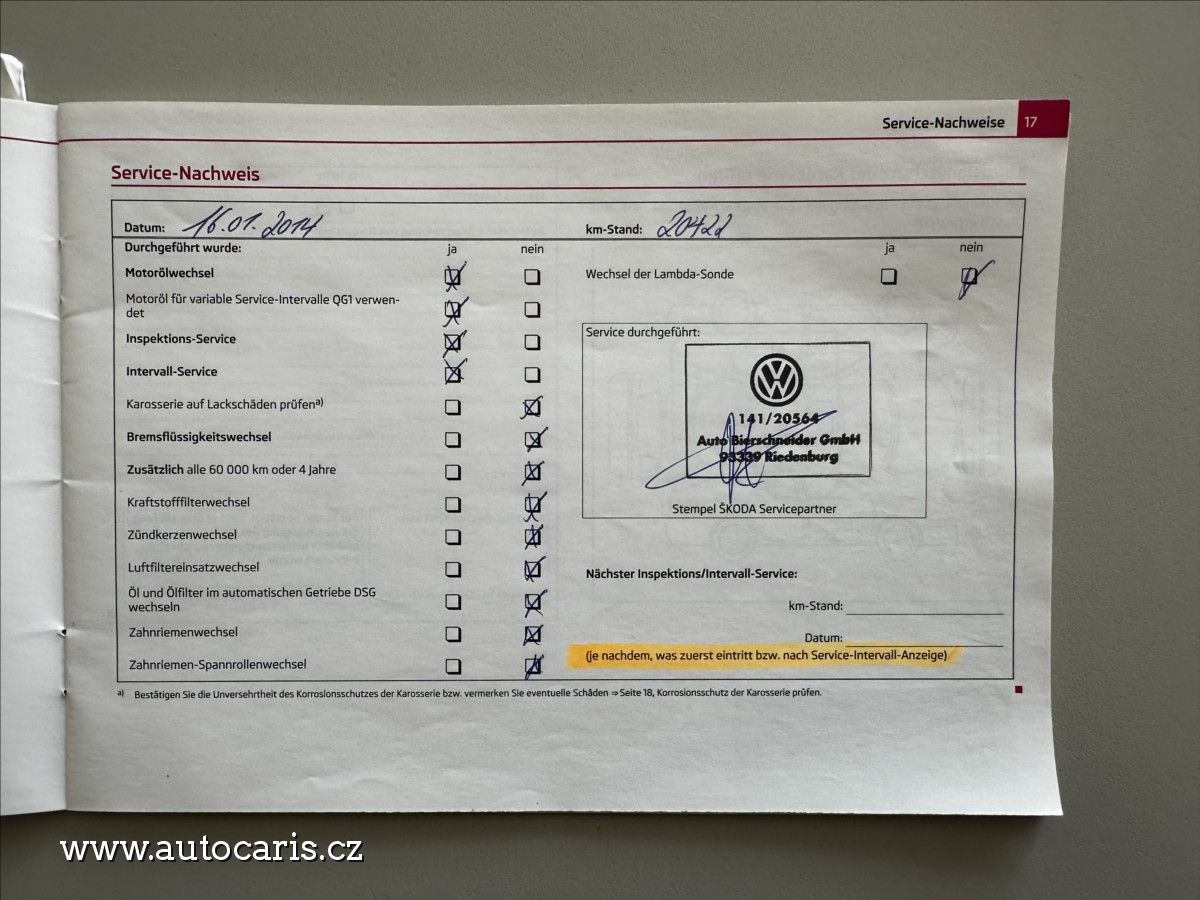 Service-Nachweise 17
Service-Nachweis
Datum: 16.01.2014
km-Stand: 20422
Durchgeführt wurde: ja nein
ja nein
Motorölwechsel
Wechsel der Lambda-Sonde
Motoröl für variable Service-Intervalle QG1 verwen-
det
Inspektions-Service
Intervall-Service
Karosserie auf Lackschäden prüfen a)
Bremsflüssigkeitswechsel
Zusätzlich alle 60 000 km oder 4 Jahre
Kraftstofffilterwechsel
Zündkerzenwechsel
Luftfiltereinsatzwechsel
Öl und Ölfilter im automatischen Getriebe DSG
wechseln
Zahnriemenwechsel
Zahnriemen-Spannrollenwechsel
Service durchgeführt:
VW
141/20564
Auto Bierschneider GmbH
93339 Riedenburg
Stempel ŠKODA Servicepartner
Nächster Inspektions/Intervall-Service:
km-Stand:
Datum:
(je nachdem, was zuerst eintritt bzw. nach Service-Intervall-Anzeige)
a) Bestätigen Sie die Unversehrtheit des Korrosionsschutzes der Karosserie bzw. vermerken Sie eventuelle Schäden ⇒ Seite 18, Korrosionsschutz der Karosserie prüfen.
www.autocaris.cz